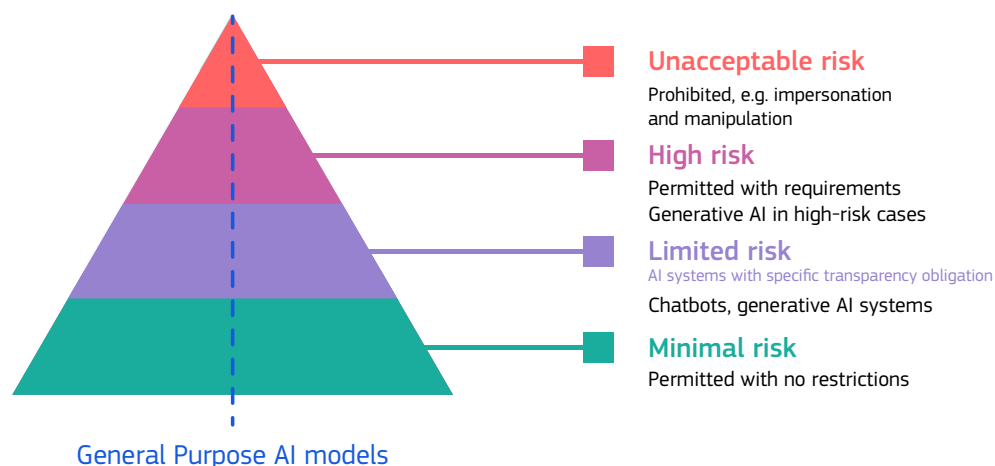 Unacceptable risk
Prohibited, e.g. impersonation
and manipulation
High risk
Permitted with requirements
Generative AI in high-risk cases
Limited risk
AI systems with specific transparency obligation
Chatbots, generative AI systems
Minimal risk
Permitted with no restrictions
General Purpose AI models